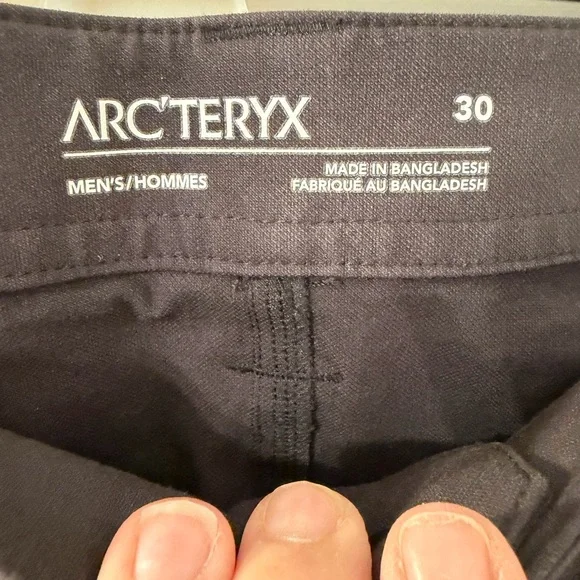 ARC'TERYX 30
MEN'S/HOMMES
MADE IN BANGLADESH
FABRIQUÉ AU BANGLADESH